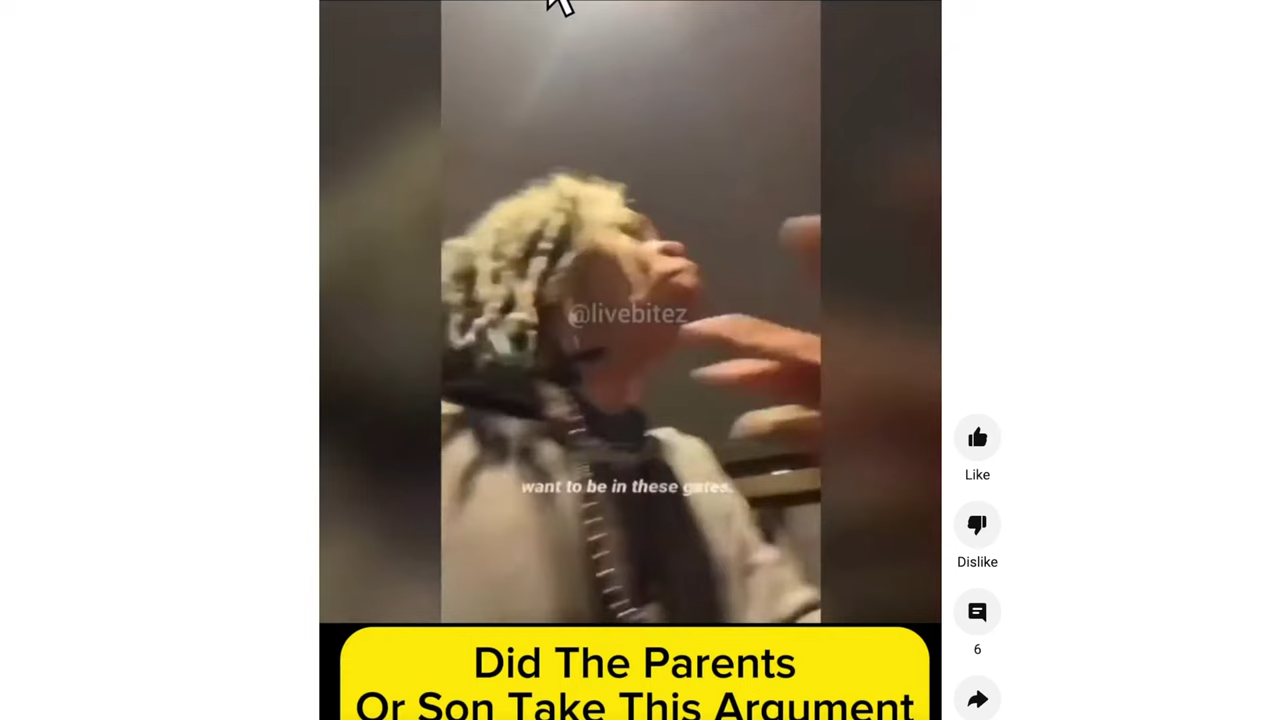 @livebitez
want to be in these gates.
Like
Dislike
6
Did The Parents
Or Son Take This Argument